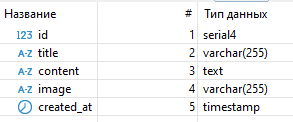 Название # Тип данных
123 id 1 serial4
A-Z title 2 varchar(255)
A-Z content 3 text
A-Z image 4 varchar(255)
created_at 5 timestamp